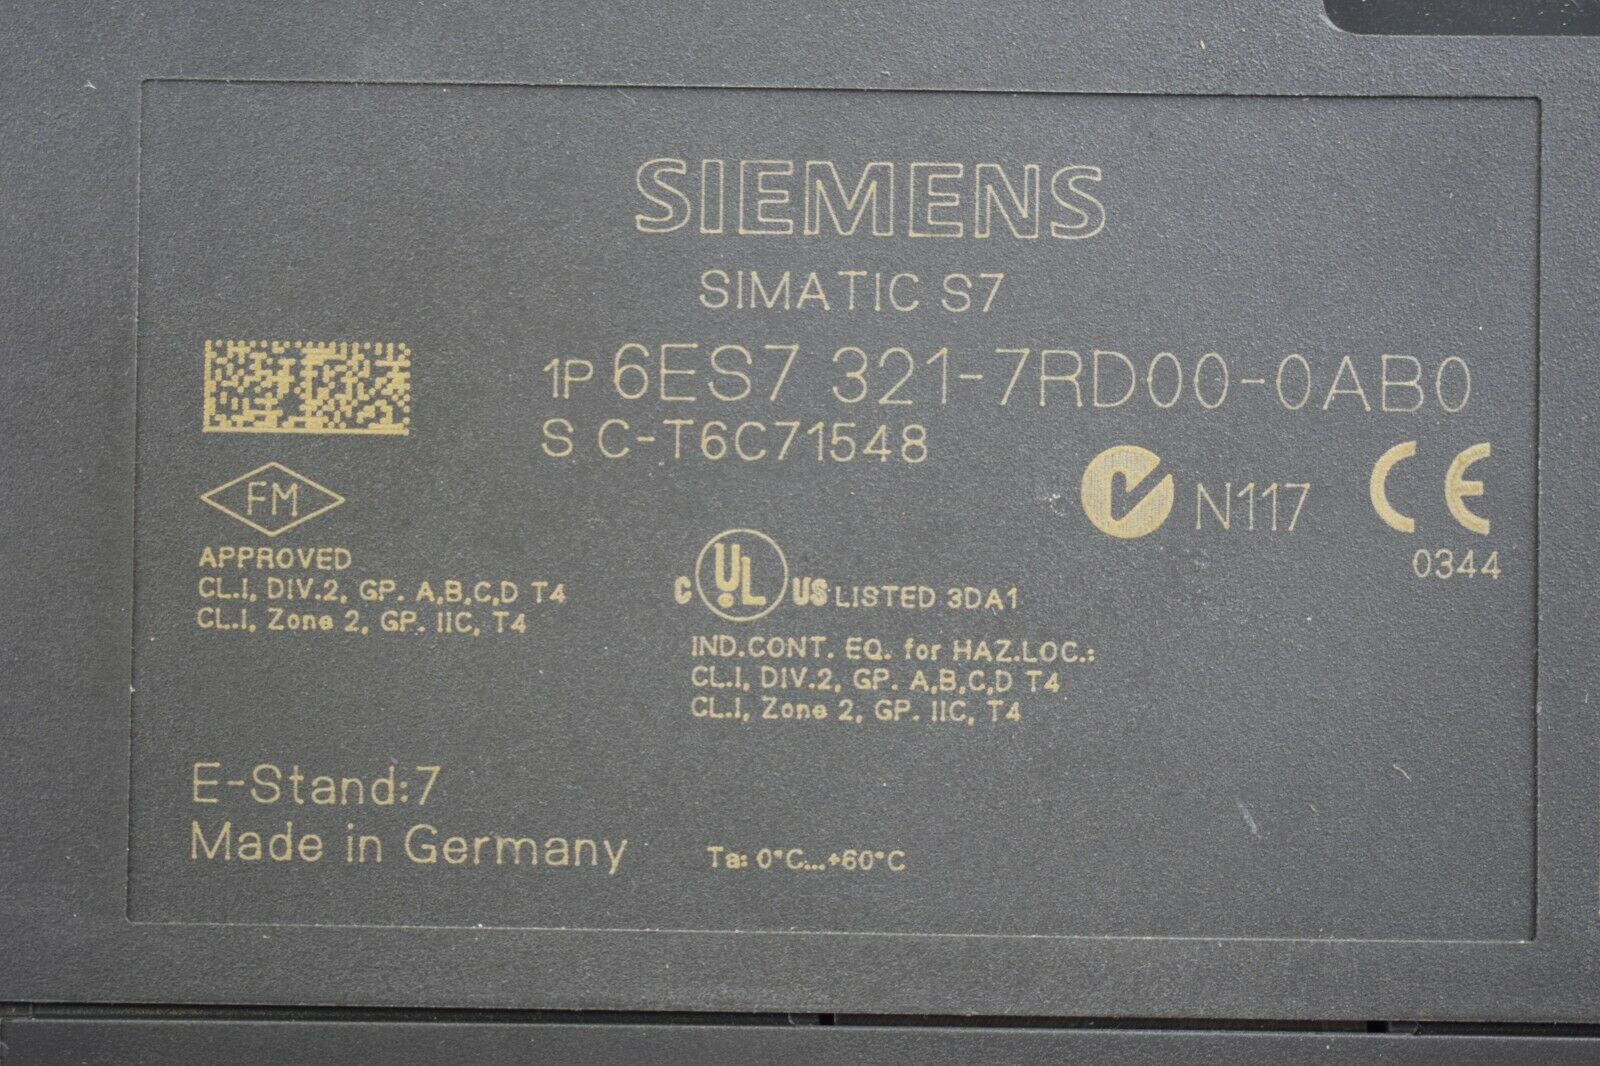 SIEMENS
SIMATIC S7
1P 6ES7 321-7RD00-0AB0
S C-T6C71548
FM
N117
CE
0344
APPROVED
CL.I, DIV.2, GP. A,B,C,D T4
CL.I, Zone 2, GP. IIC, T4
C UL US LISTED 3DA1
IND.CONT. EQ. for HAZ.LOC.:
CL.I, DIV.2, GP. A,B,C,D T4
CL.I, Zone 2, GP. IIC, T4
E-Stand:7
Made in Germany
Ta: 0°C...+60°C